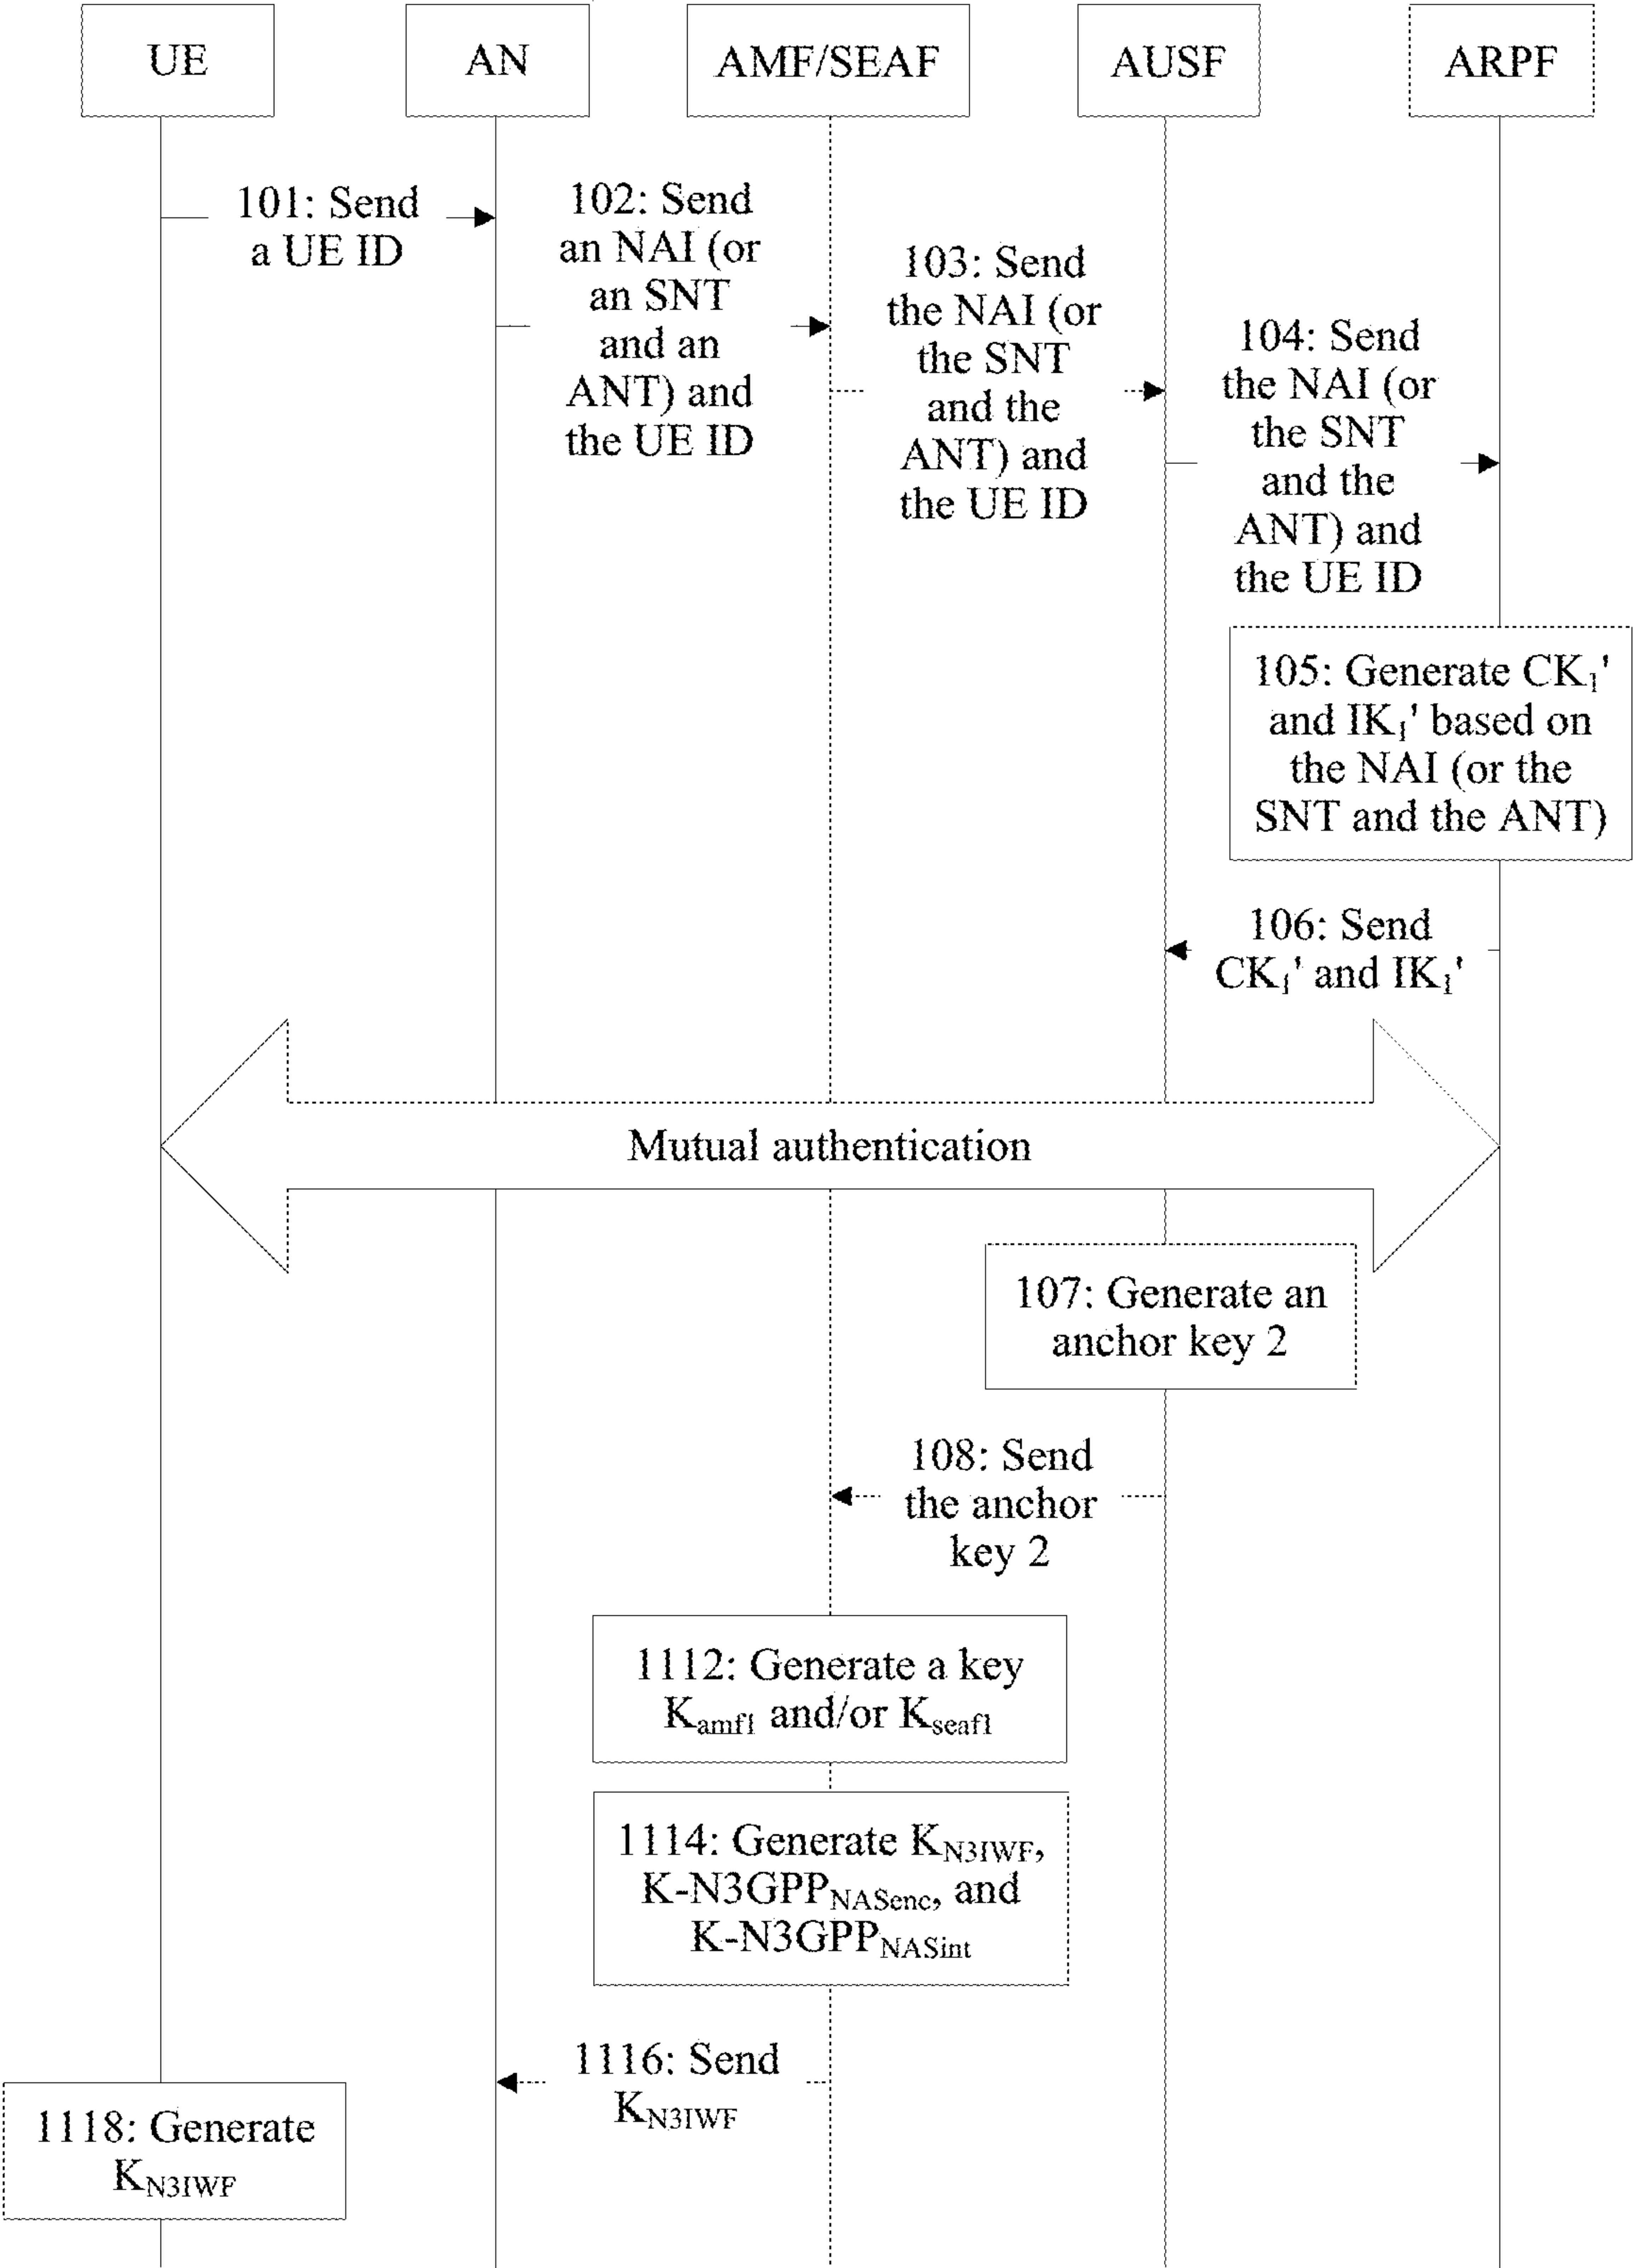 UE
AN
AMF/SEAF
AUSF
ARPF
101: Send
a UE ID
102: Send
an NAI (or
an SNT
and an
ANT) and
the UE ID
103: Send
the NAI (or
the SNT
and the
ANT) and
the UE ID
104: Send
the NAI (or
the SNT
and the
ANT) and
the UE ID
105: Generate CK₁'
and IK₁' based on
the NAI (or the
SNT and the ANT)
106: Send
CK₁' and IK₁'
Mutual authentication
107: Generate an
anchor key 2
108: Send
the anchor
key 2
1112: Generate a key
Kamf1 and/or Kseaf1
1114: Generate KN3IWF,
K-N3GPPNASenc, and
K-N3GPPNASint
1116: Send
KN3IWF
1118: Generate
KN3IWF